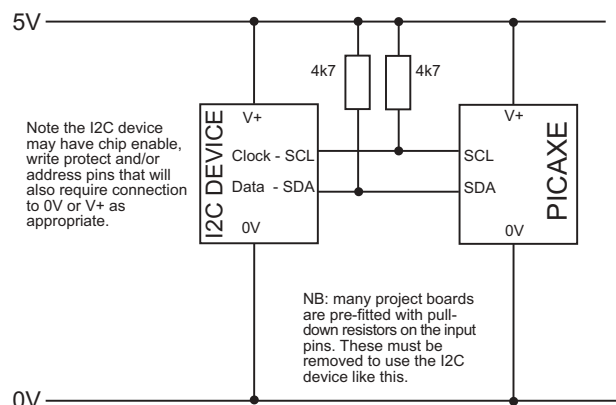 5V
4k7
4k7
Note the I2C device
may have chip enable,
write protect and/or
address pins that will
also require connection
to 0V or V+ as
appropriate.
I2C DEVICE
V+
Clock - SCL
Data - SDA
0V
V+
SCL
SDA
0V
PICAXE
NB: many project boards
are pre-fitted with pull-
down resistors on the input
pins. These must be
removed to use the I2C
device like this.
0V